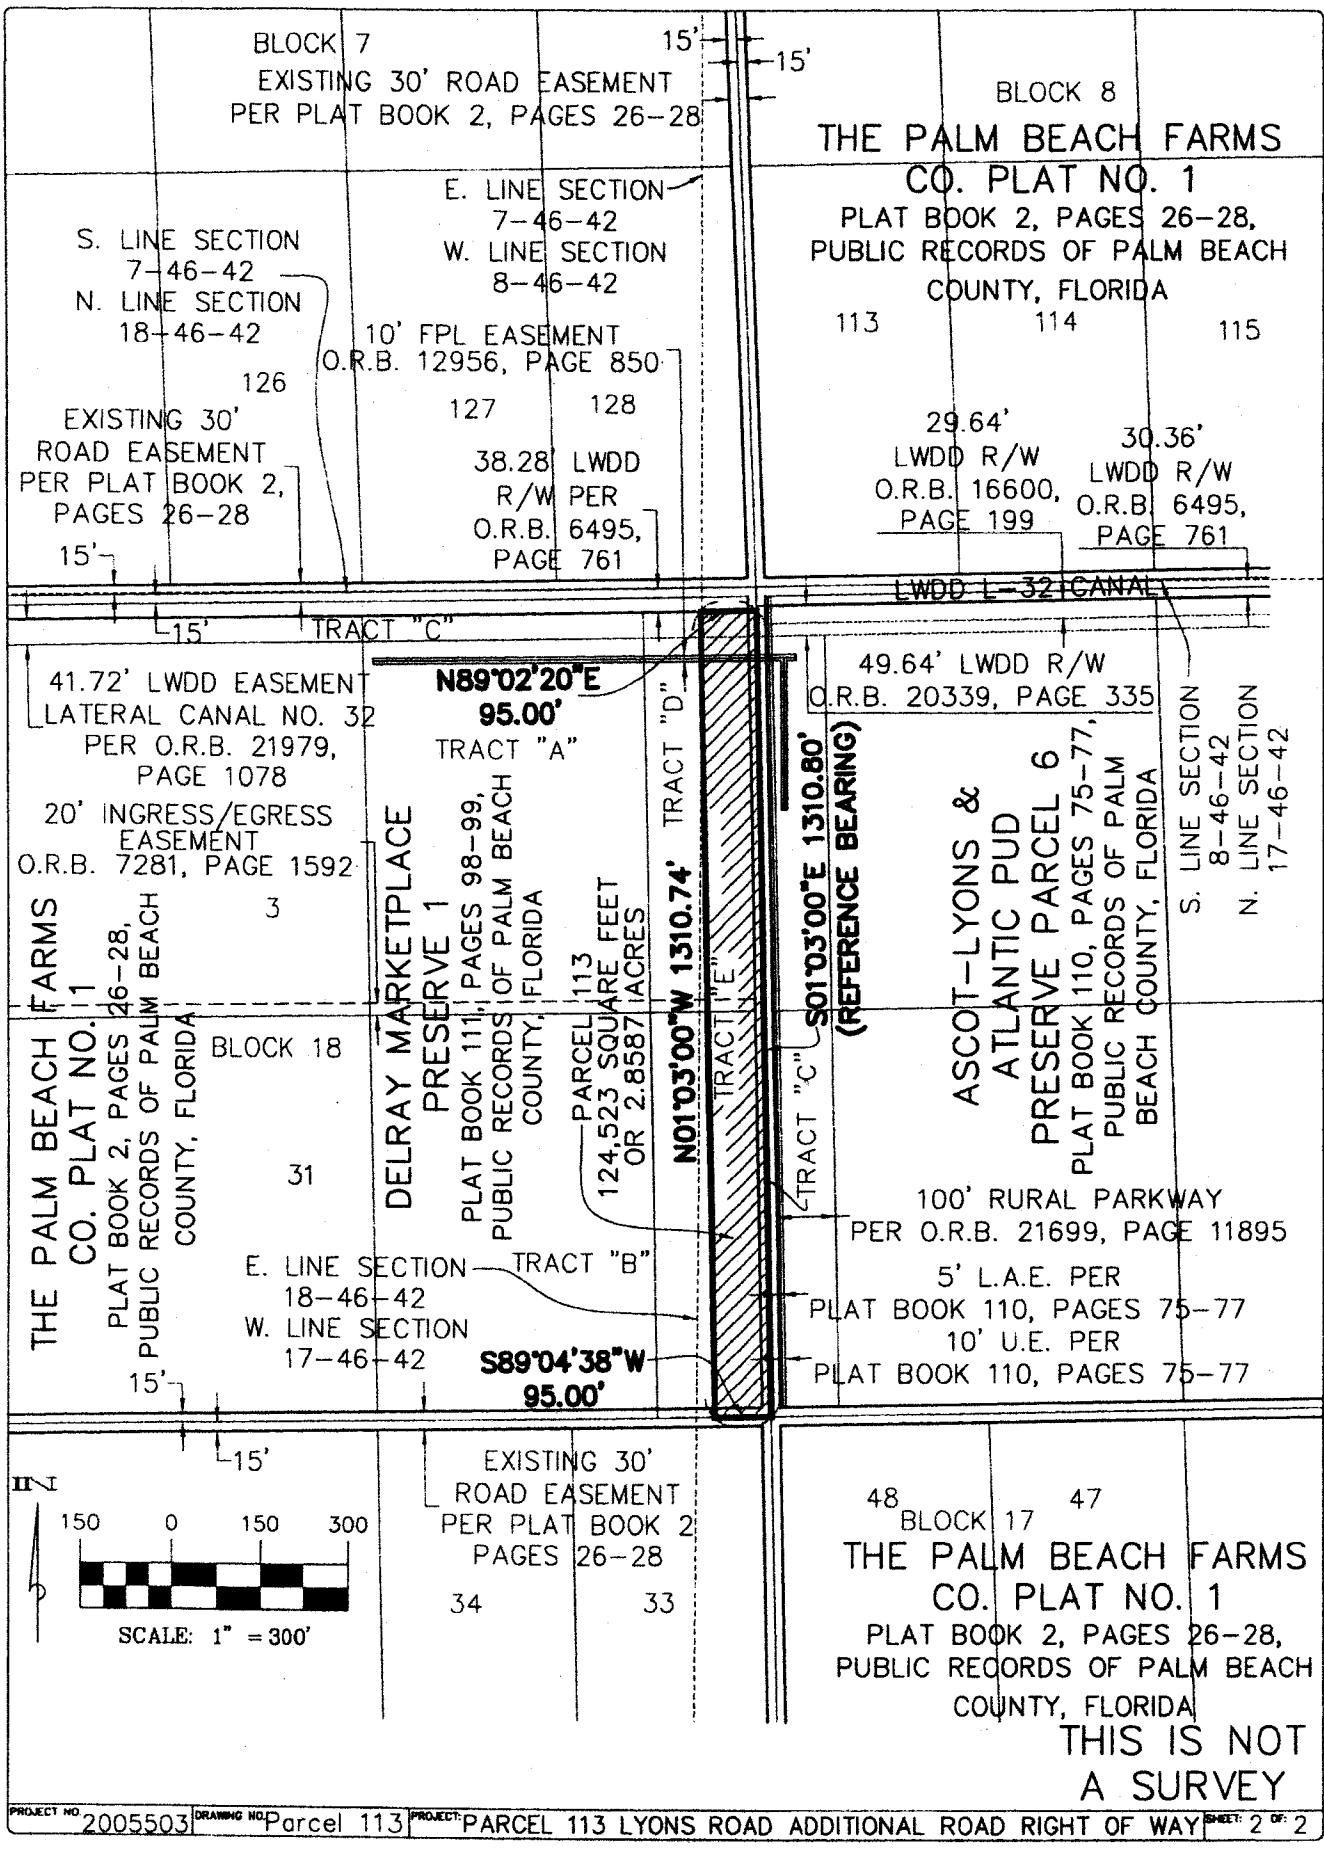 BLOCK 7
EXISTING 30' ROAD EASEMENT
PER PLAT BOOK 2, PAGES 26-28
15'
15'
BLOCK 8
THE PALM BEACH FARMS
CO. PLAT NO. 1
PLAT BOOK 2, PAGES 26-28,
PUBLIC RECORDS OF PALM BEACH
COUNTY, FLORIDA
113
114
115
E. LINE SECTION
7-46-42
W. LINE SECTION
8-46-42
S. LINE SECTION
7-46-42
N. LINE SECTION
18-46-42
10' FPL EASEMENT
O.R.B. 12956, PAGE 850
126
127
128
EXISTING 30'
ROAD EASEMENT
PER PLAT BOOK 2,
PAGES 26-28
15'
38.28' LWDD
R/W PER
O.R.B. 6495,
PAGE 761
29.64'
LWDD R/W
O.R.B. 16600,
PAGE 199
30.36'
LWDD R/W
O.R.B. 6495,
PAGE 761
LWDD L-32 CANAL
15'
TRACT "C"
41.72' LWDD EASEMENT
LATERAL CANAL NO. 32
PER O.R.B. 21979,
PAGE 1078
20' INGRESS/EGRESS
EASEMENT
O.R.B. 7281, PAGE 1592
N89°02'20"E
95.00'
TRACT "A"
TRACT "D"
49.64' LWDD R/W
O.R.B. 20339, PAGE 335
S. LINE SECTION
8-46-42
N. LINE SECTION
17-46-42
3
THE PALM BEACH FARMS
CO. PLAT NO. 1
PLAT BOOK 2, PAGES 26-28,
PUBLIC RECORDS OF PALM BEACH
COUNTY, FLORIDA
BLOCK 18
31
DELRAY MARKETPLACE
PRESERVE 1
PLAT BOOK 111, PAGES 98-99,
PUBLIC RECORDS OF PALM BEACH
COUNTY, FLORIDA
PARCEL 113
124,523 SQUARE FEET
OR 2.8587 ACRES
N01°03'00"W 1310.74'
TRACT "E"
S01°03'00"E 1310.80'
(REFERENCE BEARING)
TRACT "C"
ASCOT-LYONS &
ATLANTIC PUD
PRESERVE PARCEL 6
PLAT BOOK 110, PAGES 75-77,
PUBLIC RECORDS OF PALM
BEACH COUNTY, FLORIDA
100' RURAL PARKWAY
PER O.R.B. 21699, PAGE 11895
5' L.A.E. PER
PLAT BOOK 110, PAGES 75-77
10' U.E. PER
PLAT BOOK 110, PAGES 75-77
E. LINE SECTION
18-46-42
W. LINE SECTION
17-46-42
TRACT "B"
S89°04'38"W
95.00'
15'
15'
EXISTING 30'
ROAD EASEMENT
PER PLAT BOOK 2
PAGES 26-28
34
33
N
150 0 150 300
SCALE: 1" = 300'
48
47
BLOCK 17
THE PALM BEACH FARMS
CO. PLAT NO. 1
PLAT BOOK 2, PAGES 26-28,
PUBLIC RECORDS OF PALM BEACH
COUNTY, FLORIDA
THIS IS NOT
A SURVEY
PROJECT NO. 2005503 DRAWING NO. Parcel 113 PROJECT: PARCEL 113 LYONS ROAD ADDITIONAL ROAD RIGHT OF WAY SHEET: 2 OF: 2